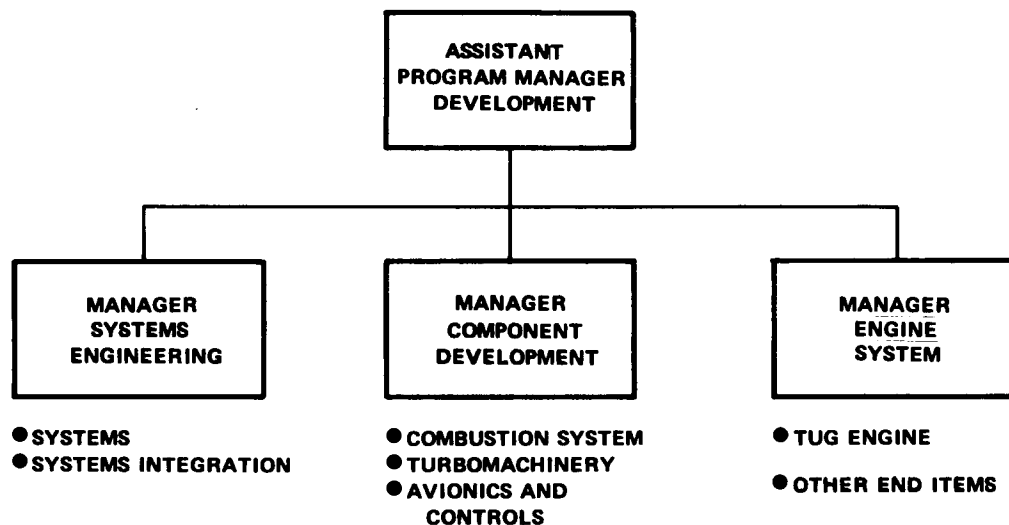 ASSISTANT
PROGRAM MANAGER
DEVELOPMENT
MANAGER
SYSTEMS
ENGINEERING
● SYSTEMS
● SYSTEMS INTEGRATION
MANAGER
COMPONENT
DEVELOPMENT
● COMBUSTION SYSTEM
● TURBOMACHINERY
● AVIONICS AND
CONTROLS
MANAGER
ENGINE
SYSTEM
● TUG ENGINE
● OTHER END ITEMS